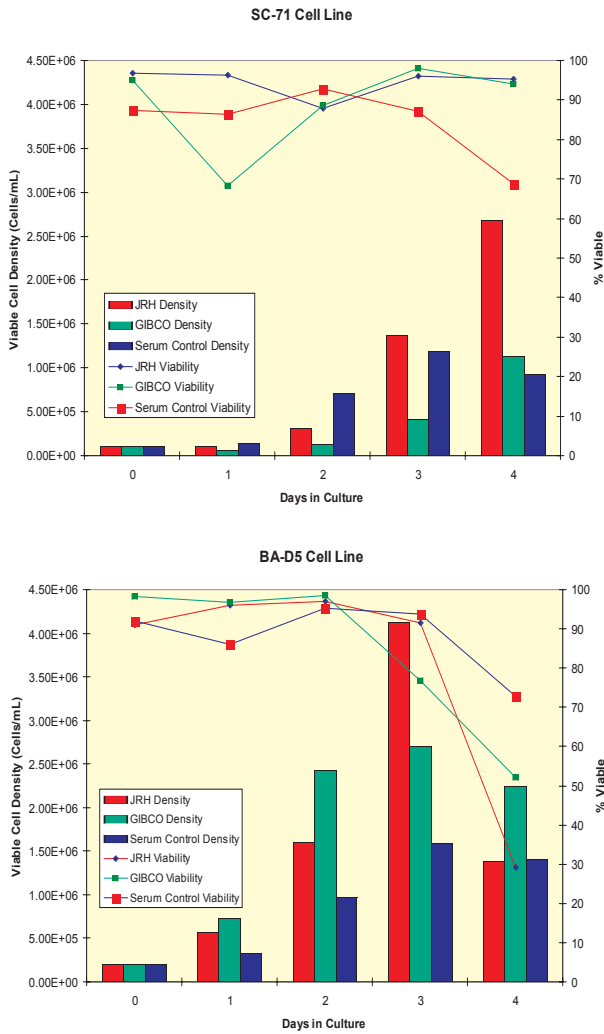 SC-71 Cell Line
Viable Cell Density (Cells/mL)
4.50E+06
4.00E+06
3.50E+06
3.00E+06
2.50E+06
2.00E+06
1.50E+06
1.00E+06
5.00E+05
0.00E+00
JRH Density
GIBCO Density
Serum Control Density
JRH Viability
GIBCO Viability
Serum Control Viability
100
90
80
70
60
50
40
30
20
10
0
% Viable
0 1 2 3 4
Days in Culture
BA-D5 Cell Line
Viable Cell Density (Cells/mL)
4.50E+06
4.00E+06
3.50E+06
3.00E+06
2.50E+06
2.00E+06
1.50E+06
1.00E+06
5.00E+05
0.00E+00
JRH Density
GIBCO Density
Serum Control Density
JRH Viability
GIBCO Viability
Serum Control Viability
100
90
80
70
60
50
40
30
20
10
0
% Viable
0 1 2 3 4
Days in Culture